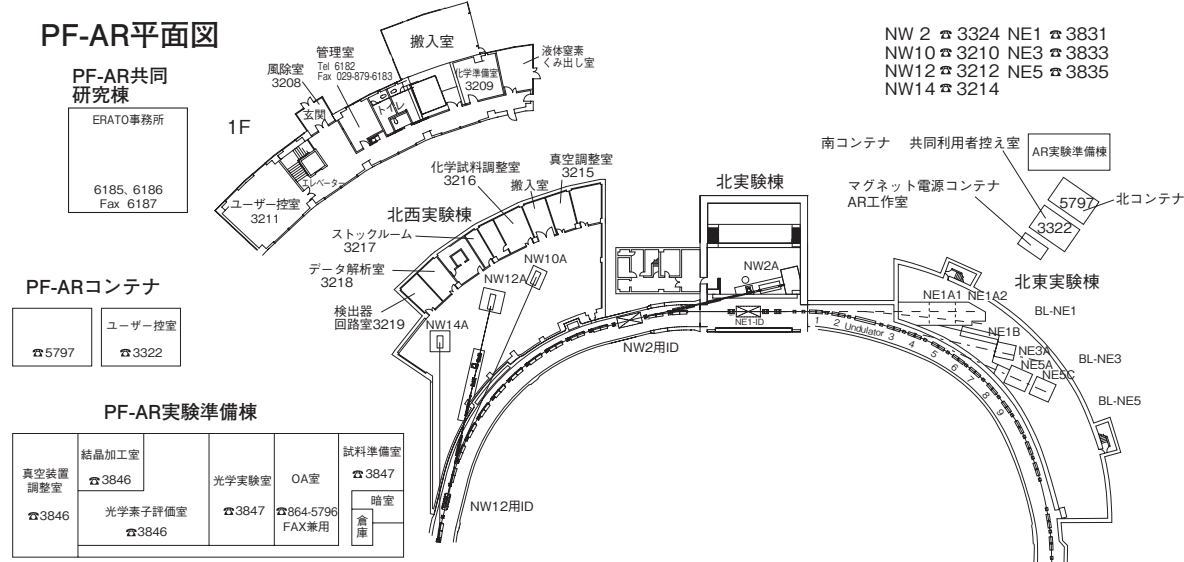 PF-AR平面図
PF-AR共同
研究棟
ERATO事務所
6185、6186
Fax 6187
1F
風除室
3208
管理室
Tel 6182
Fax 029-879-6183
玄関
トイレ
搬入室
化学準備室
3209
液体窒素
くみ出し室
エレベーター
ユーザー控室
3211
NW 2 ☎ 3324 NE1 ☎ 3831
NW10 ☎ 3210 NE3 ☎ 3833
NW12 ☎ 3212 NE5 ☎ 3835
NW14 ☎ 3214
南コンテナ
共同利用者控え室
AR実験準備棟
マグネット電源コンテナ
AR工作室
5797
北コンテナ
3322
北西実験棟
化学試料調整室
3216
搬入室
真空調整室
3215
ストックルーム
3217
データ解析室
3218
検出器
回路室3219
NW14A
NW12A
NW10A
北実験棟
NW2A
NE1-ID
NW2用ID
NW12用ID
1 2 Undulator 3 4 5 6 7 8 9
北東実験棟
NE1A1
NE1A2
BL-NE1
NE1B
NE3A
BL-NE3
NE5A
NE5C
BL-NE5
PF-ARコンテナ
☎5797
ユーザー控室
☎3322
PF-AR実験準備棟
真空装置
調整室
☎3846
結晶加工室
☎3846
光学素子評価室
☎3846
光学実験室
☎3847
OA室
☎864-5796
FAX兼用
試料準備室
☎3847
暗室
倉庫